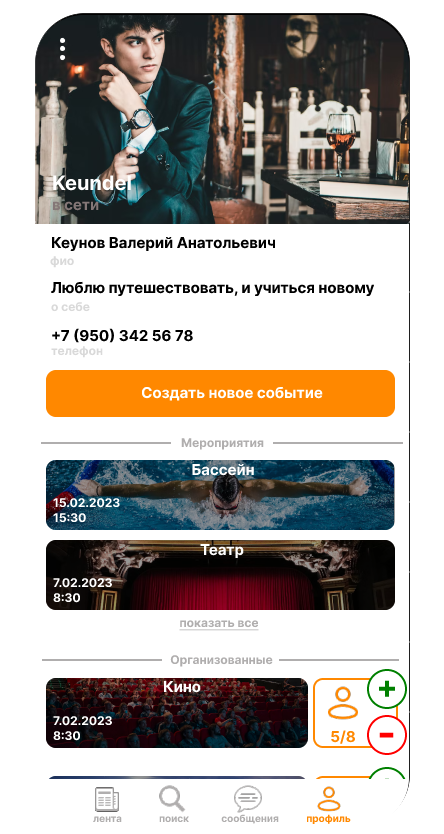 Keunder
в сети
Кеунов Валерий Анатольевич
фио
Люблю путешествовать, и учиться новому
о себе
+7 (950) 342 56 78
телефон
Создать новое событие
Мероприятия
Бассейн
15.02.2023
15:30
Театр
7.02.2023
8:30
показать все
Организованные
Кино
7.02.2023
8:30
5/8
лента
поиск
сообщения
профиль